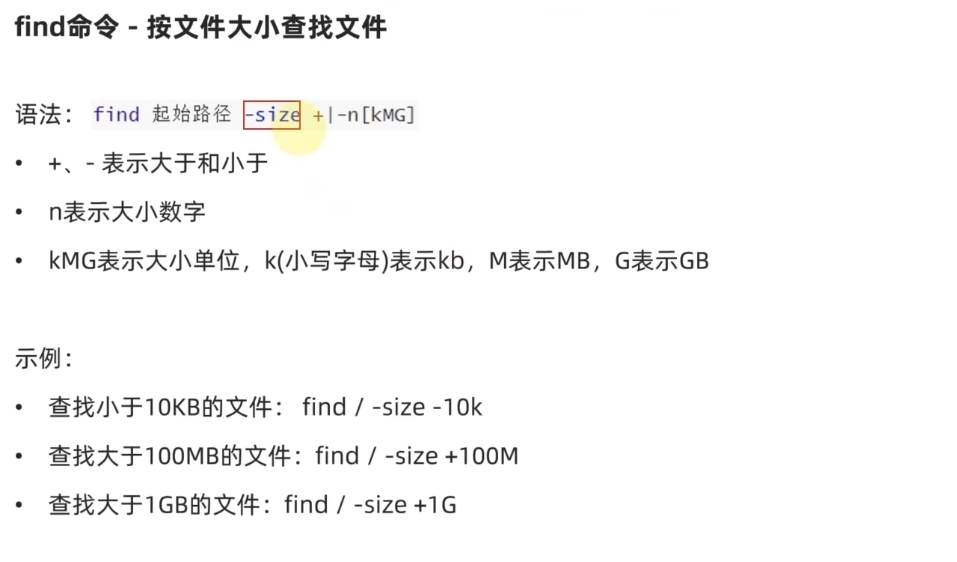 find命令 - 按文件大小查找文件
语法： find 起始路径 -size +|-n[kMG]
• +、- 表示大于和小于
• n表示大小数字
• kMG表示大小单位，k(小写字母)表示kb，M表示MB，G表示GB
示例：
• 查找小于10KB的文件： find / -size -10k
• 查找大于100MB的文件：find / -size +100M
• 查找大于1GB的文件：find / -size +1G